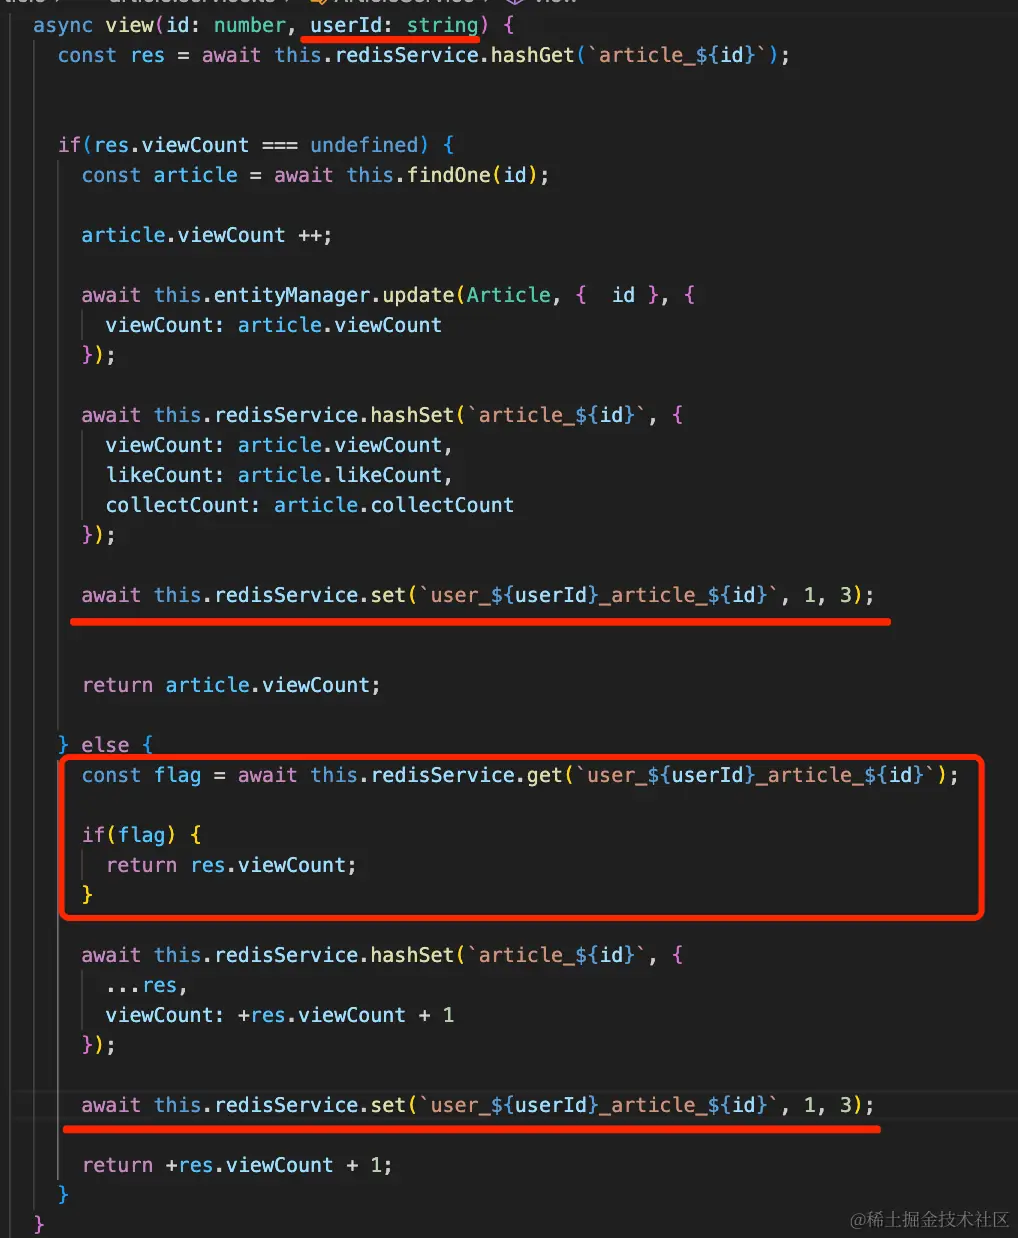 async view(id: number, userId: string) {
const res = await this.redisService.hashGet(`article_${id}`);
if(res.viewCount === undefined) {
const article = await this.findOne(id);
article.viewCount ++;
await this.entityManager.update(Article, {  id }, {
viewCount: article.viewCount
});
await this.redisService.hashSet(`article_${id}`, {
viewCount: article.viewCount,
likeCount: article.likeCount,
collectCount: article.collectCount
});
await this.redisService.set(`user_${userId}_article_${id}`, 1, 3);
return article.viewCount;
} else {
const flag = await this.redisService.get(`user_${userId}_article_${id}`);
if(flag) {
return res.viewCount;
}
await this.redisService.hashSet(`article_${id}`, {
...res,
viewCount: +res.viewCount + 1
});
await this.redisService.set(`user_${userId}_article_${id}`, 1, 3);
return +res.viewCount + 1;
}
}
@稀土掘金技术社区